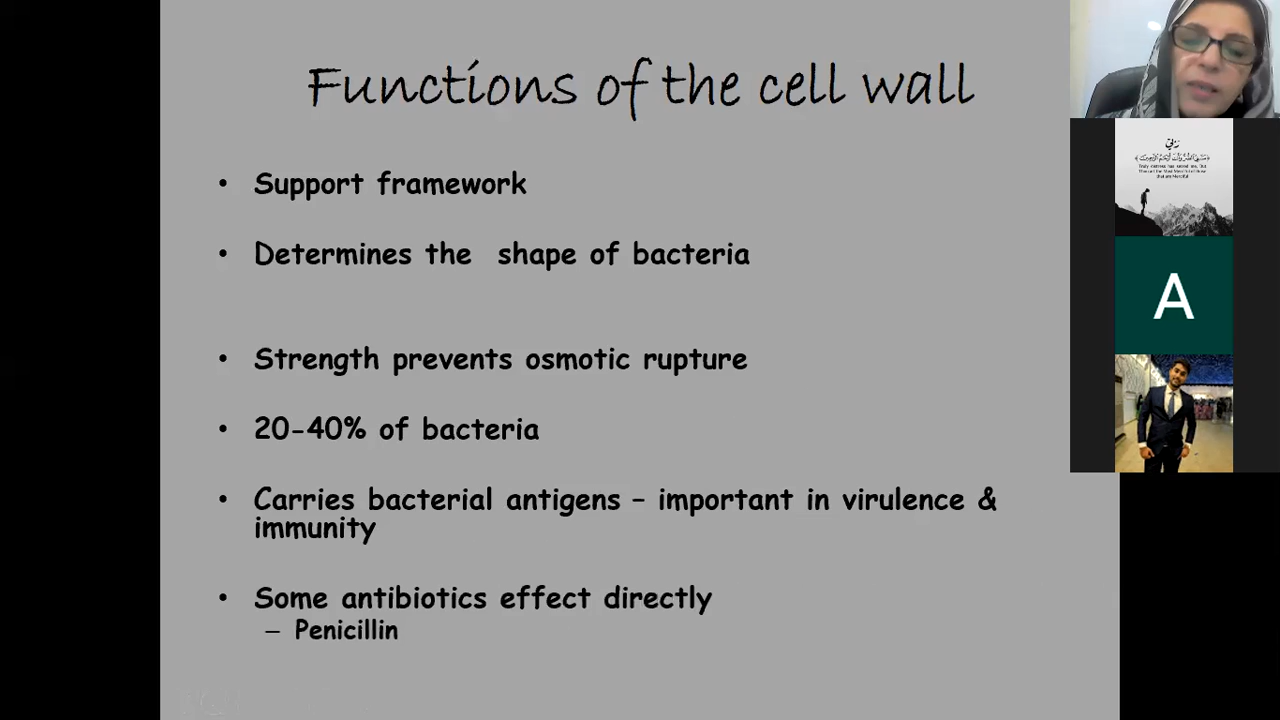 Functions of the cell wall
• Support framework
• Determines the shape of bacteria
• Strength prevents osmotic rupture
• 20-40% of bacteria
• Carries bacterial antigens – important in virulence &
immunity
• Some antibiotics effect directly
– Penicillin
A